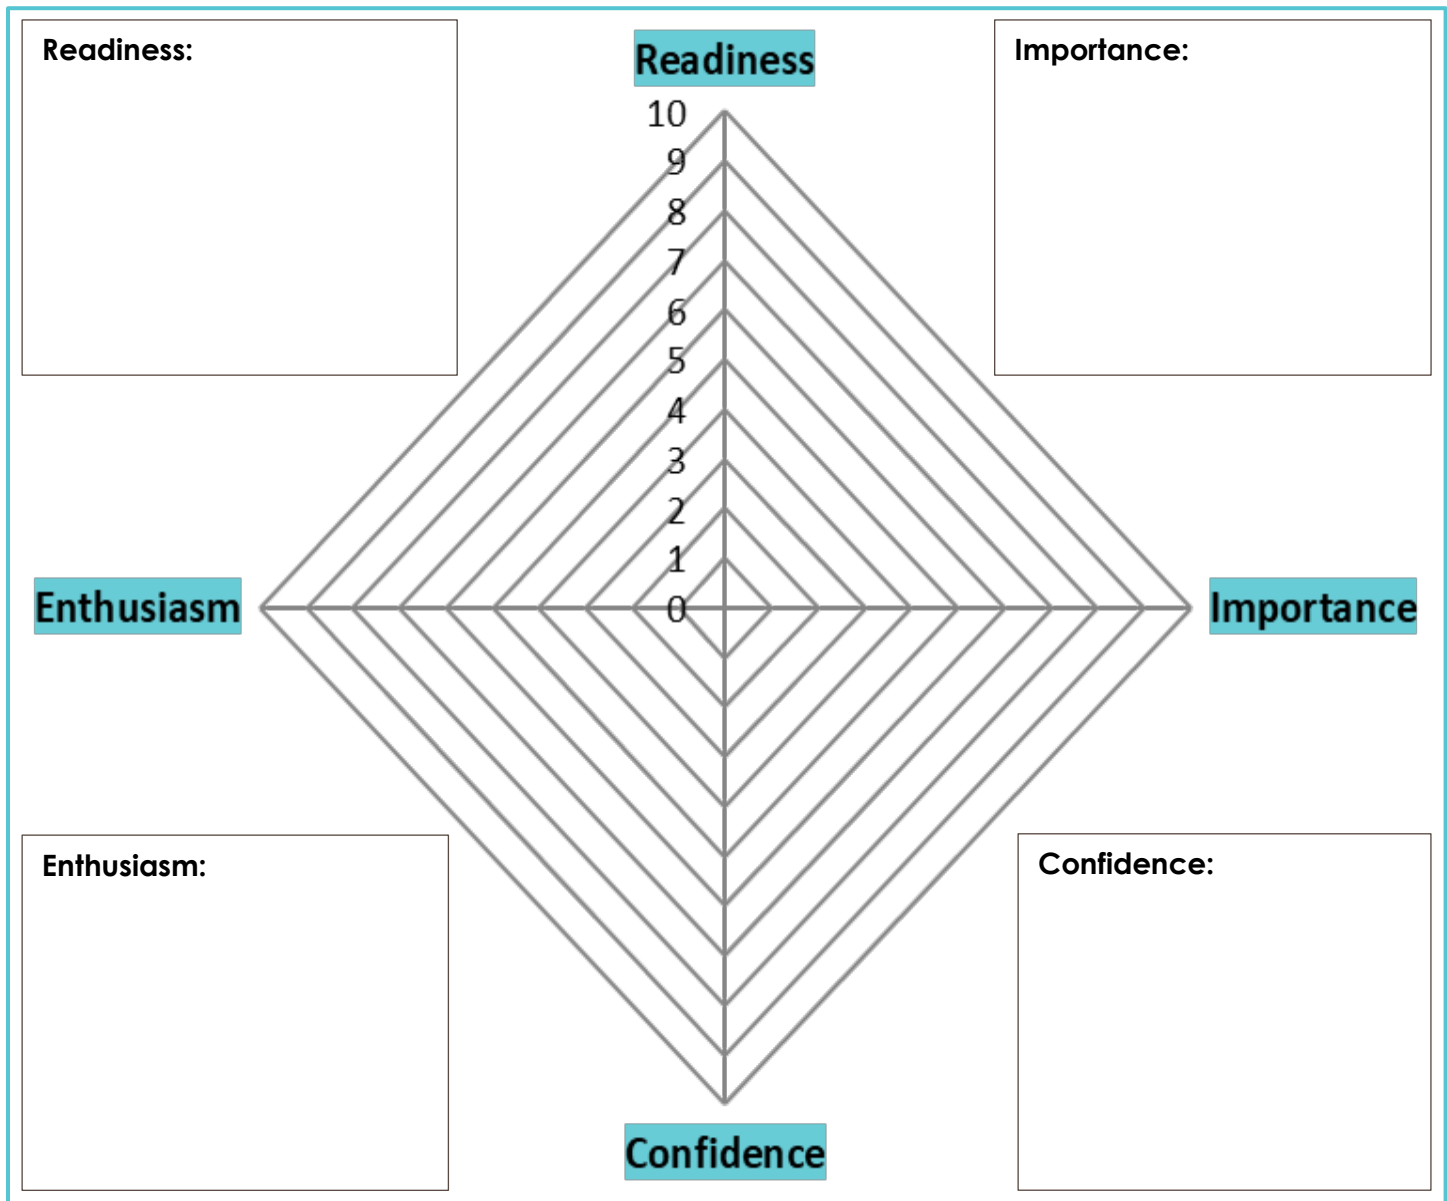 Readiness:
Readiness
Importance:
10
9
8
7
6
5
4
3
2
1
0
Enthusiasm
Importance
Enthusiasm:
Confidence:
Confidence